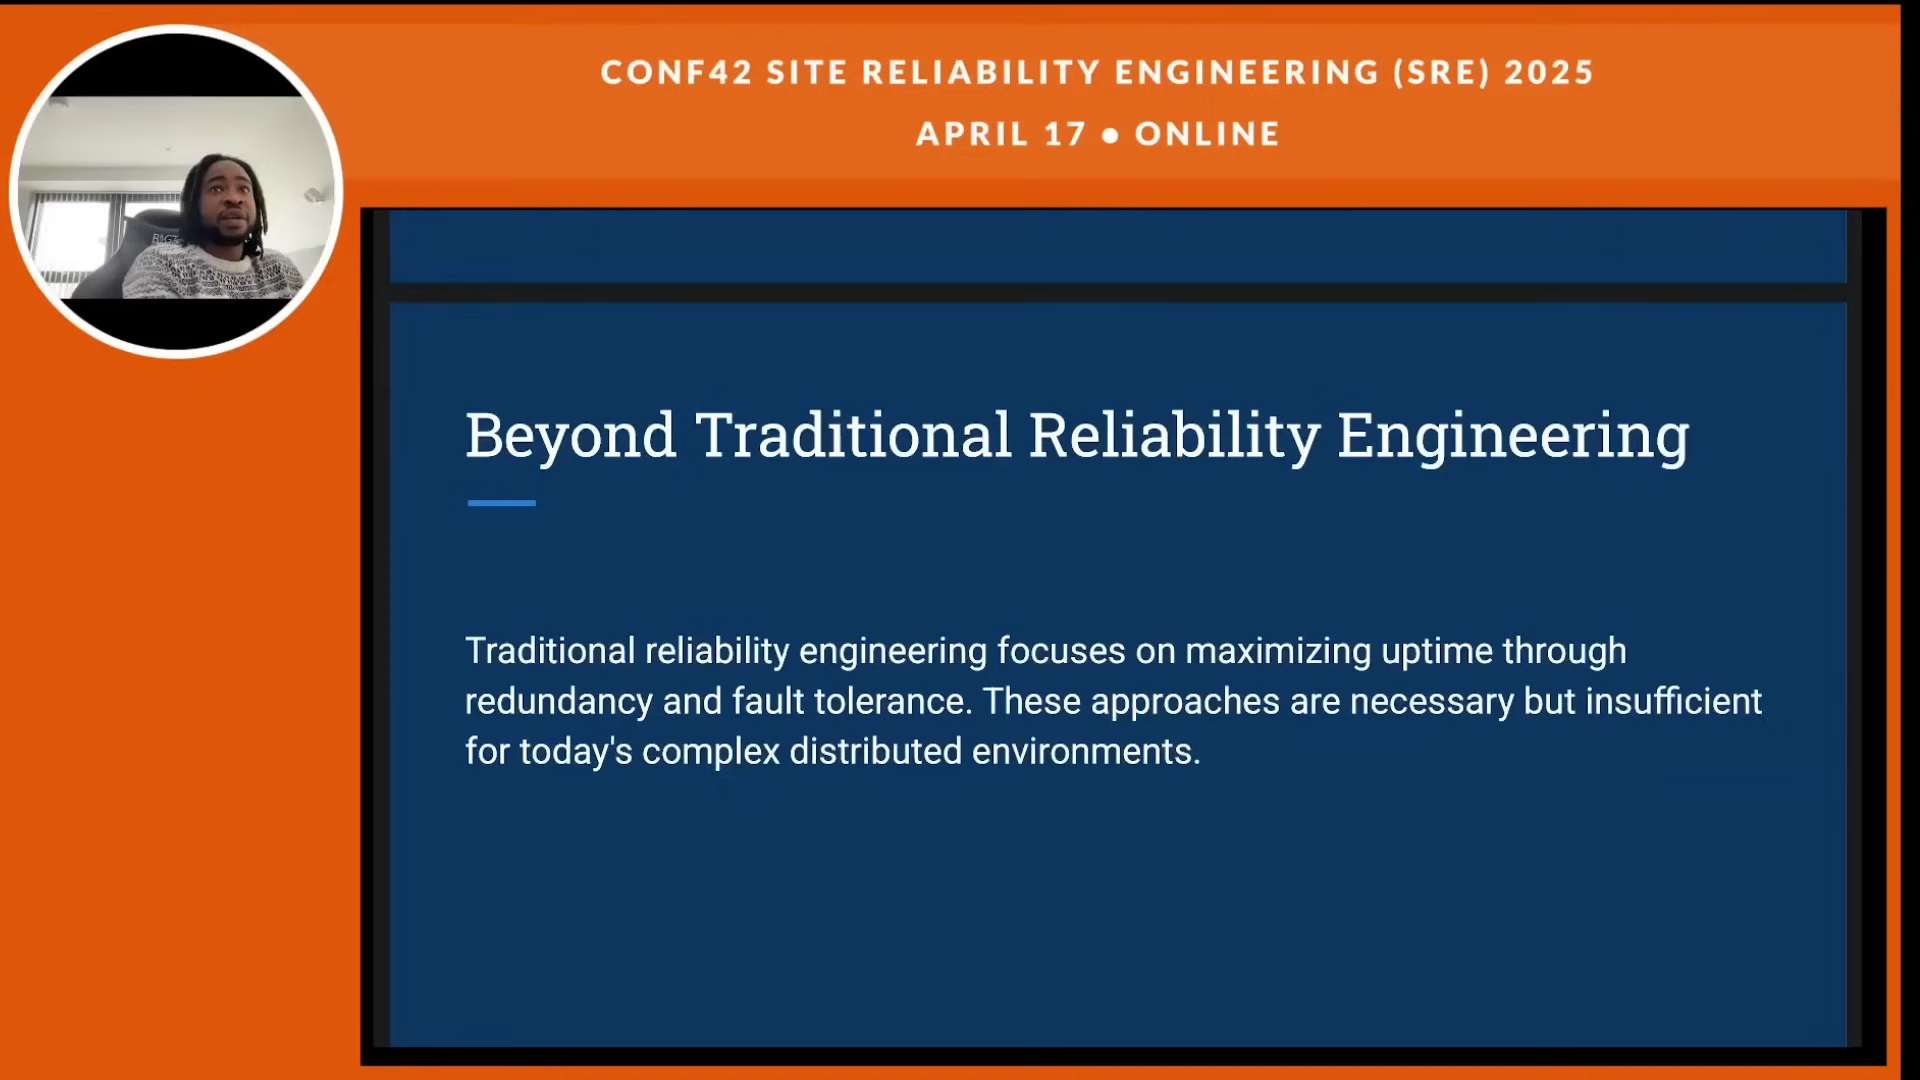 CONF42 SITE RELIABILITY ENGINEERING (SRE) 2025
APRIL 17 ● ONLINE
Beyond Traditional Reliability Engineering
Traditional reliability engineering focuses on maximizing uptime through
redundancy and fault tolerance. These approaches are necessary but insufficient
for today's complex distributed environments.